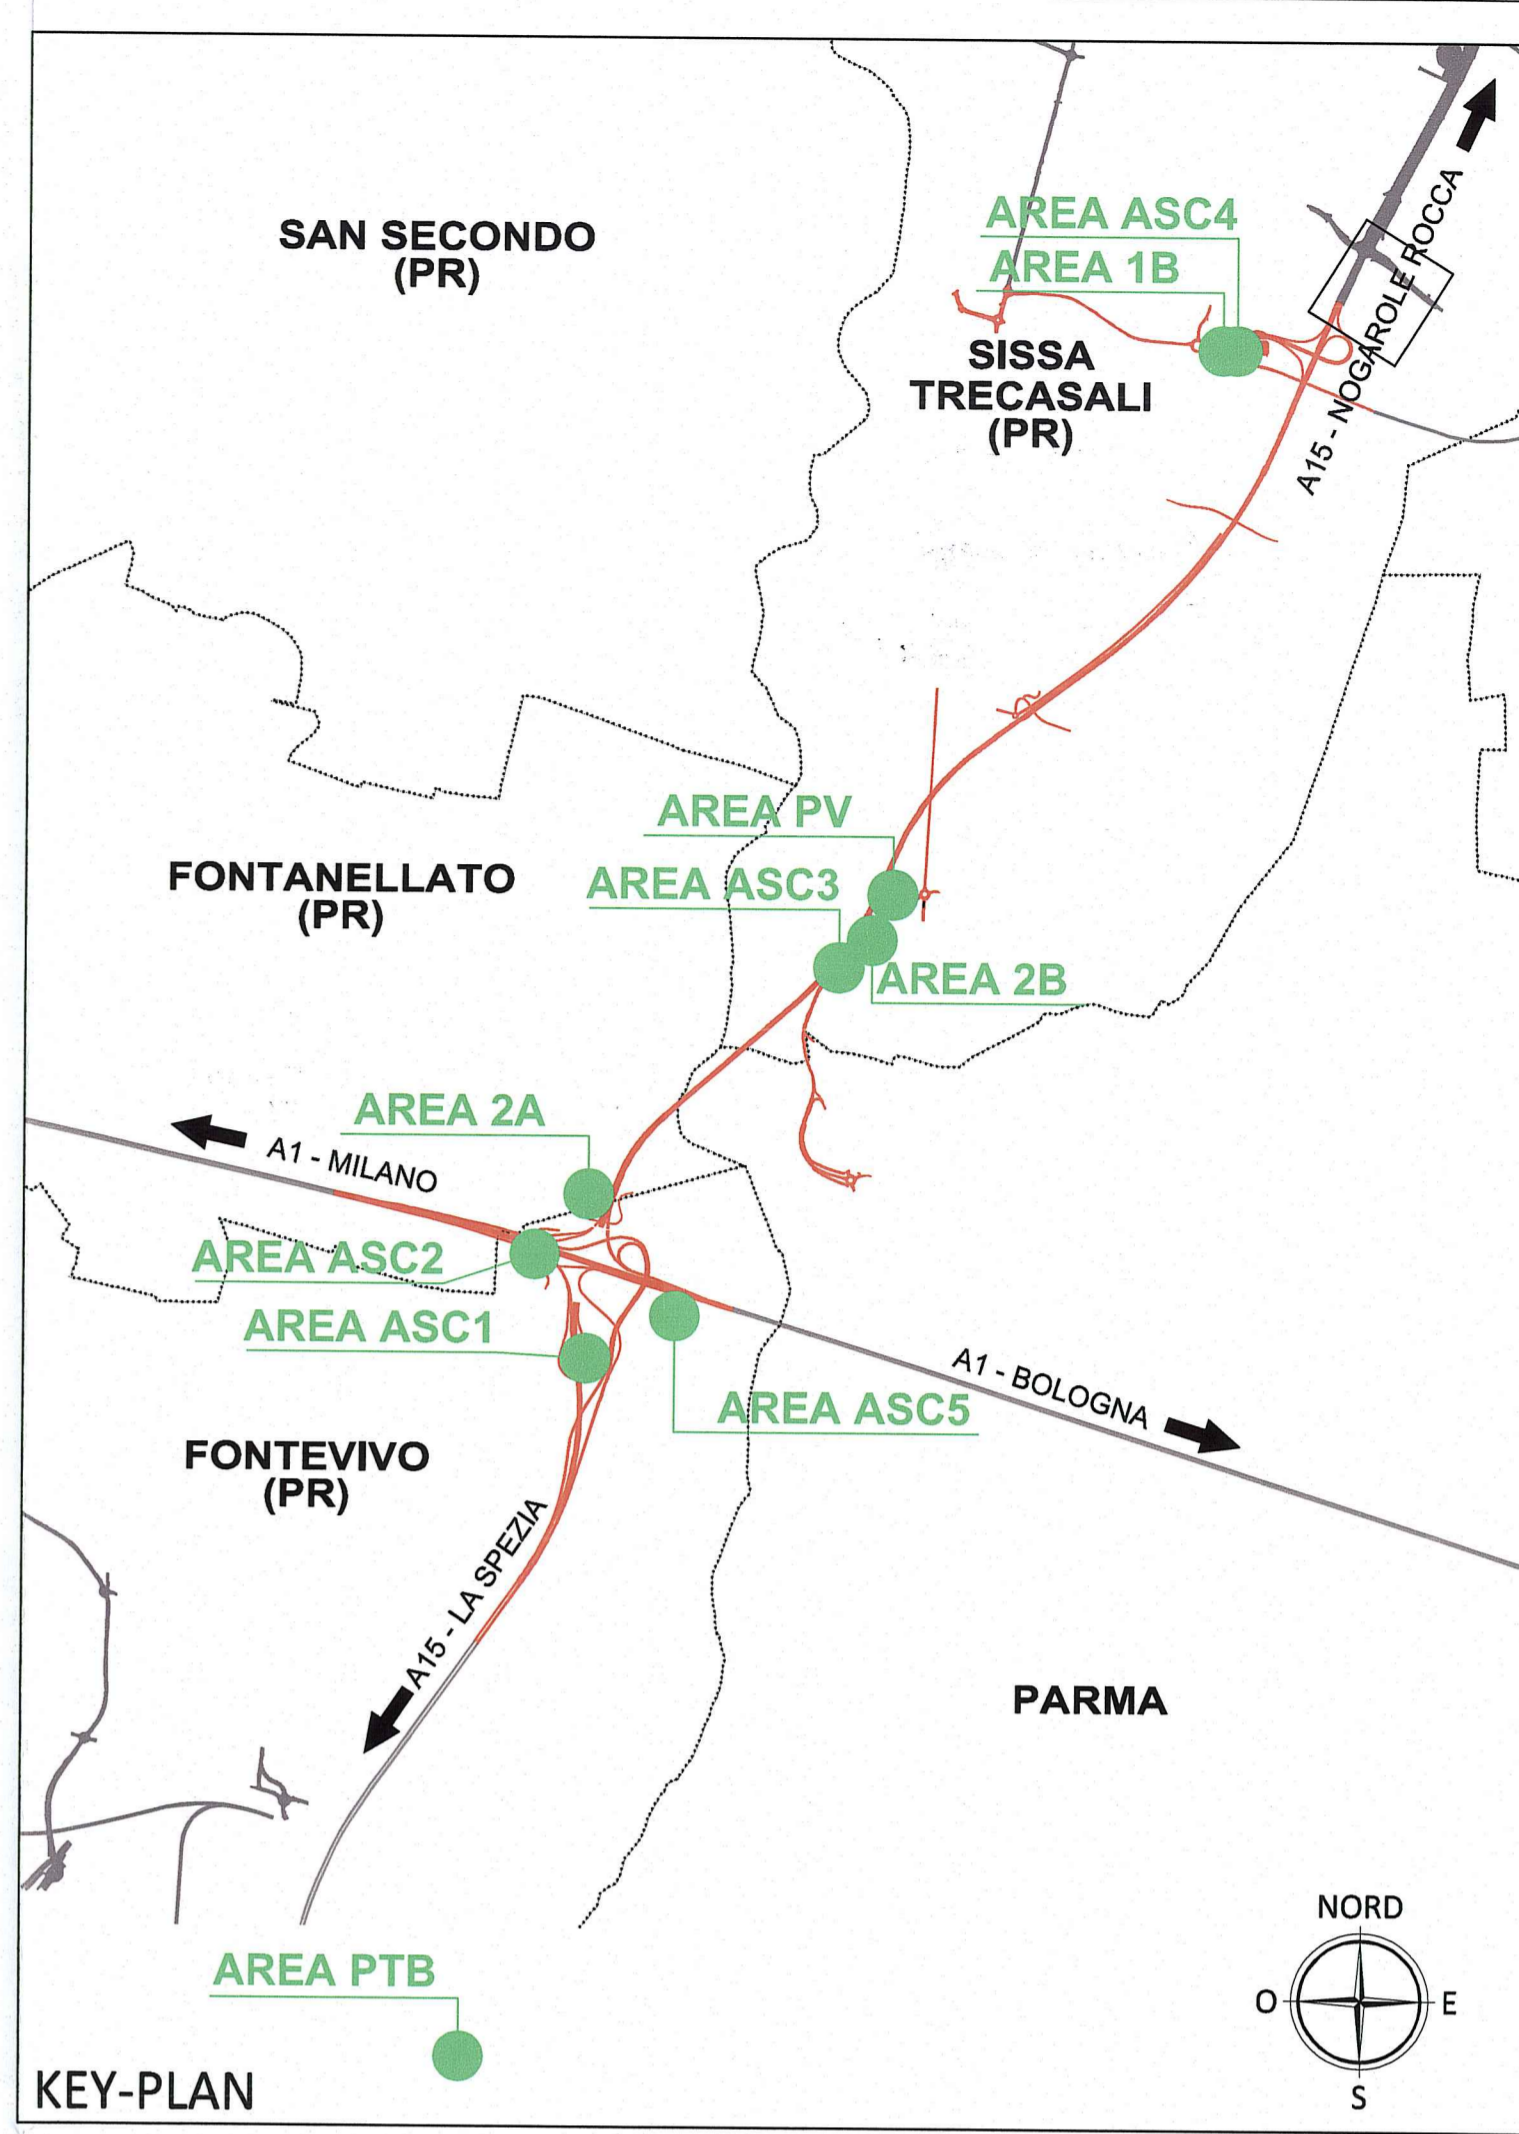 AREA ASC4
SAN SECONDO
(PR)
AREA 1B
SISSA
TRECASALI
(PR)
A15 - NOGAROLE ROCCA
AREA PV
FONTANELLATO
(PR)
AREA ASC3
AREA 2B
AREA 2A
A1 - MILANO
AREA ASC2
AREA ASC1
A1 - BOLOGNA
AREA ASC5
FONTEVIVO
(PR)
A15 - LA SPEZIA
PARMA
NORD
O
E
S
AREA PTB
KEY-PLAN